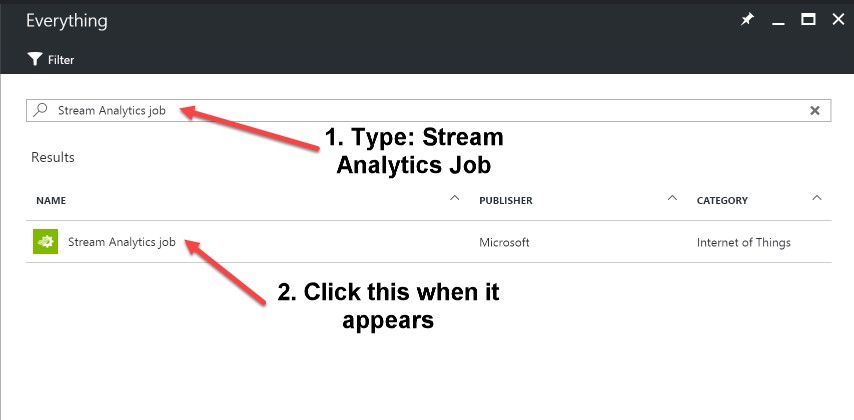 Everything
Filter
Stream Analytics job
1. Type: Stream
Analytics Job
Results
NAME PUBLISHER CATEGORY
Stream Analytics job Microsoft Internet of Things
2. Click this when it
appears